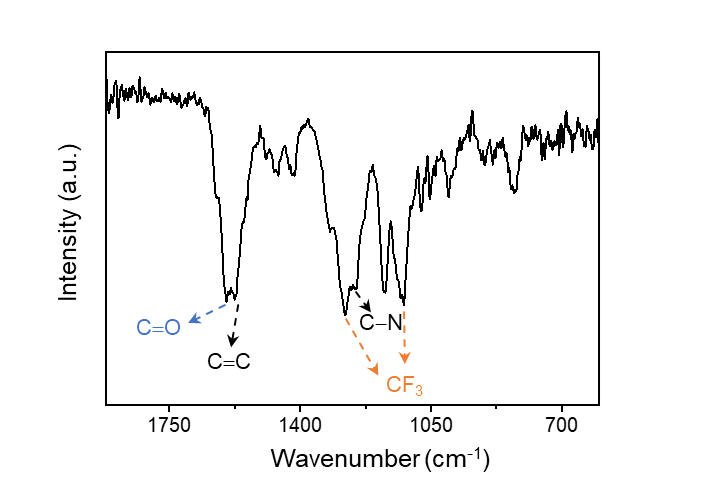 Intensity (a.u.)
C=O
C=C
C–N
CF₃
1750 1400 1050 700
Wavenumber (cm⁻¹)